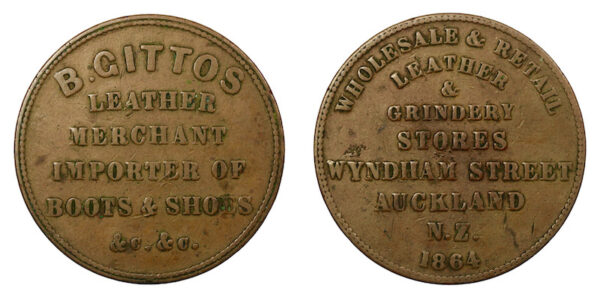 B. GITTOS
LEATHER
MERCHANT
IMPORTER OF
BOOTS & SHOES
&c. &c.
WHOLESALE & RETAIL
LEATHER
&
GRINDERY
STORES
WYNDHAM STREET
AUCKLAND
N.Z.
1864